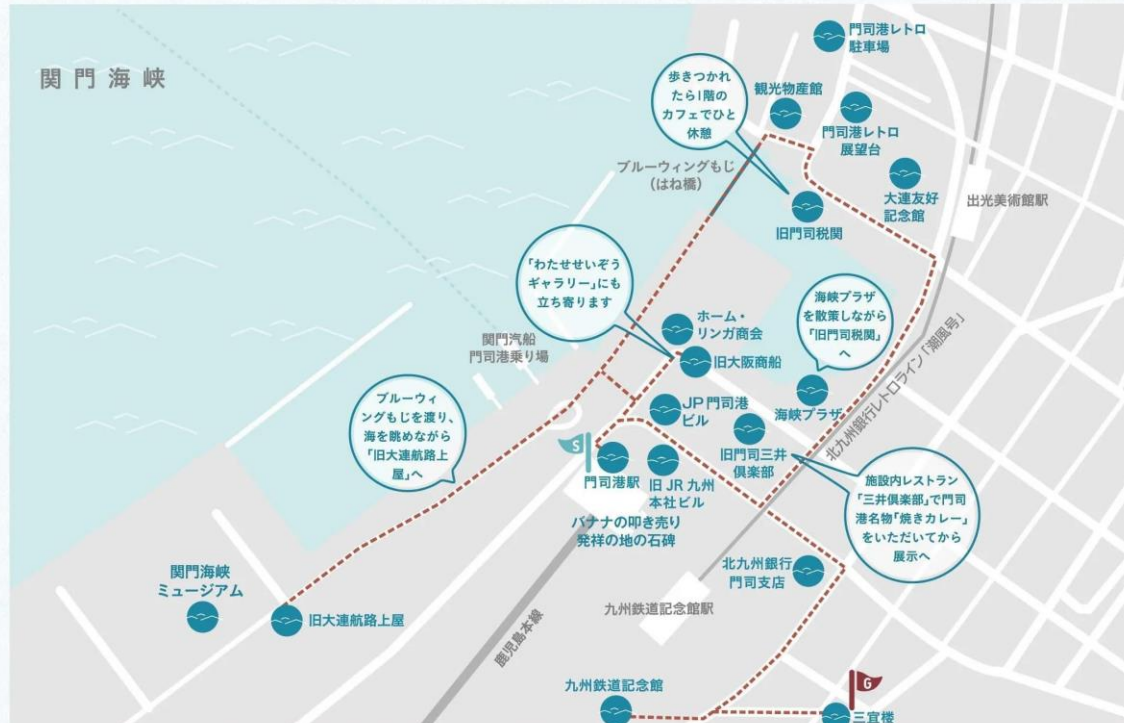 関門海峡
門司港レトロ
駐車場
歩きつかれ
たら1階の
カフェでひと
休憩
観光物産館
門司港レトロ
展望台
ブルーウィングもじ
(はね橋)
大連友好
記念館
出光美術館駅
旧門司税関
「わたせせいぞう
ギャラリー」にも
立ち寄ります
海峡プラザ
を散策しながら
「旧門司税関」
へ
ホーム・
リンガ商会
関門汽船
門司港乗り場
旧大阪商船
北九州銀行レトロライン「潮風号」
ブルーウィ
ングもじを渡り、
海を眺めながら
「旧大連航路上
屋」へ
海峡プラザ
JP門司港
ビル
旧門司三井
倶楽部
S
門司港駅
旧JR九州
本社ビル
施設内レストラン
「三井倶楽部」で門司
港名物「焼きカレー」
をいただいてから
展示へ
バナナの叩き売り
発祥の地の石碑
北九州銀行
門司支店
関門海峡
ミュージアム
旧大連航路上屋
九州鉄道記念館駅
鹿児島本線
九州鉄道記念館
G
三宜楼